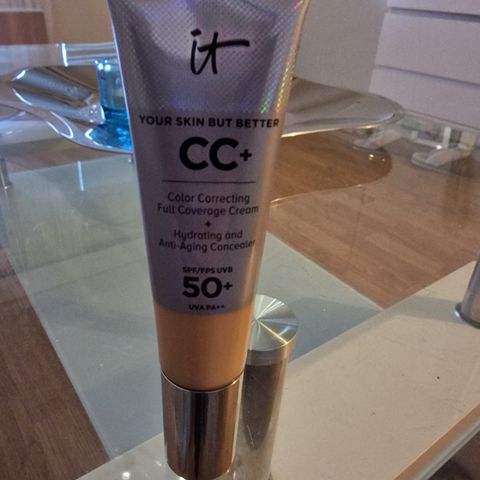 it
YOUR SKIN BUT BETTER
CC+
Color Correcting
Full Coverage Cream
+
Hydrating and
Anti-Aging Concealer
SPF/FPS UVB
50+
UVA PA++